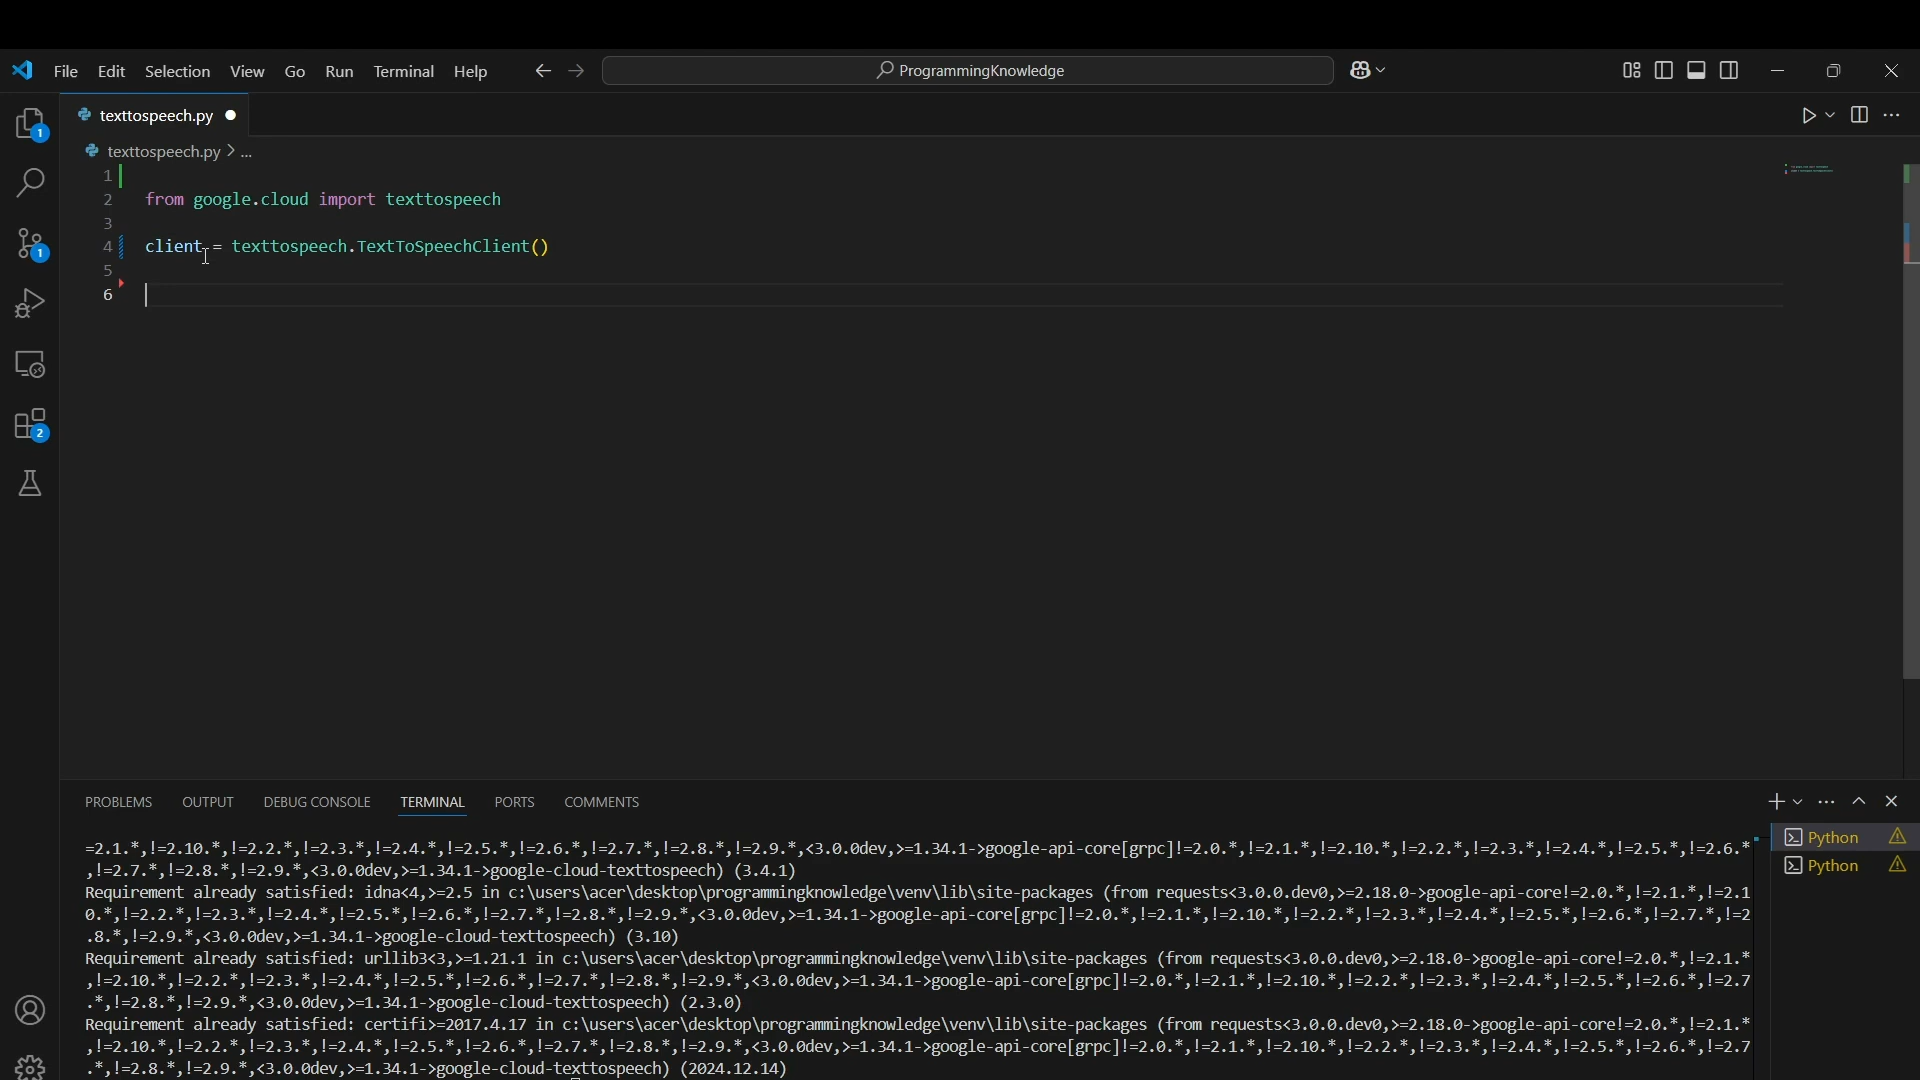 File Edit Selection View Go Run Terminal Help
ProgrammingKnowledge
texttospeech.py
texttospeech.py > ...
1
2 from google.cloud import texttospeech
3
4 client = texttospeech.TextToSpeechClient()
5
6
1
1
2
PROBLEMS OUTPUT DEBUG CONSOLE TERMINAL PORTS COMMENTS
=2.1.*,!=2.10.*,!=2.2.*,!=2.3.*,!=2.4.*,!=2.5.*,!=2.6.*,!=2.7.*,!=2.8.*,!=2.9.*,<3.0.0dev,>=1.34.1->google-api-core[grpc]!=2.0.*,!=2.1.*,!=2.10.*,!=2.2.*,!=2.3.*,!=2.4.*,!=2.5.*,!=2.6.*
,!=2.7.*,!=2.8.*,!=2.9.*,<3.0.0dev,>=1.34.1->google-cloud-texttospeech) (3.4.1)
Requirement already satisfied: idna<4,>=2.5 in c:\users\acer\desktop\programmingknowledge\venv\lib\site-packages (from requests<3.0.0.dev0,>=2.18.0->google-api-core!=2.0.*,!=2.1.*,!=2.1
0.*,!=2.2.*,!=2.3.*,!=2.4.*,!=2.5.*,!=2.6.*,!=2.7.*,!=2.8.*,!=2.9.*,<3.0.0dev,>=1.34.1->google-api-core[grpc]!=2.0.*,!=2.1.*,!=2.10.*,!=2.2.*,!=2.3.*,!=2.4.*,!=2.5.*,!=2.6.*,!=2.7.*,!=2
.8.*,!=2.9.*,<3.0.0dev,>=1.34.1->google-cloud-texttospeech) (3.10)
Requirement already satisfied: urllib3<3,>=1.21.1 in c:\users\acer\desktop\programmingknowledge\venv\lib\site-packages (from requests<3.0.0.dev0,>=2.18.0->google-api-core!=2.0.*,!=2.1.*
,!=2.10.*,!=2.2.*,!=2.3.*,!=2.4.*,!=2.5.*,!=2.6.*,!=2.7.*,!=2.8.*,!=2.9.*,<3.0.0dev,>=1.34.1->google-api-core[grpc]!=2.0.*,!=2.1.*,!=2.10.*,!=2.2.*,!=2.3.*,!=2.4.*,!=2.5.*,!=2.6.*,!=2.7
.*,!=2.8.*,!=2.9.*,<3.0.0dev,>=1.34.1->google-cloud-texttospeech) (2.3.0)
Requirement already satisfied: certifi>=2017.4.17 in c:\users\acer\desktop\programmingknowledge\venv\lib\site-packages (from requests<3.0.0.dev0,>=2.18.0->google-api-core!=2.0.*,!=2.1.*
,!=2.10.*,!=2.2.*,!=2.3.*,!=2.4.*,!=2.5.*,!=2.6.*,!=2.7.*,!=2.8.*,!=2.9.*,<3.0.0dev,>=1.34.1->google-api-core[grpc]!=2.0.*,!=2.1.*,!=2.10.*,!=2.2.*,!=2.3.*,!=2.4.*,!=2.5.*,!=2.6.*,!=2.7
.*,!=2.8.*,!=2.9.*,<3.0.0dev,>=1.34.1->google-cloud-texttospeech) (2024.12.14)
Python
Python